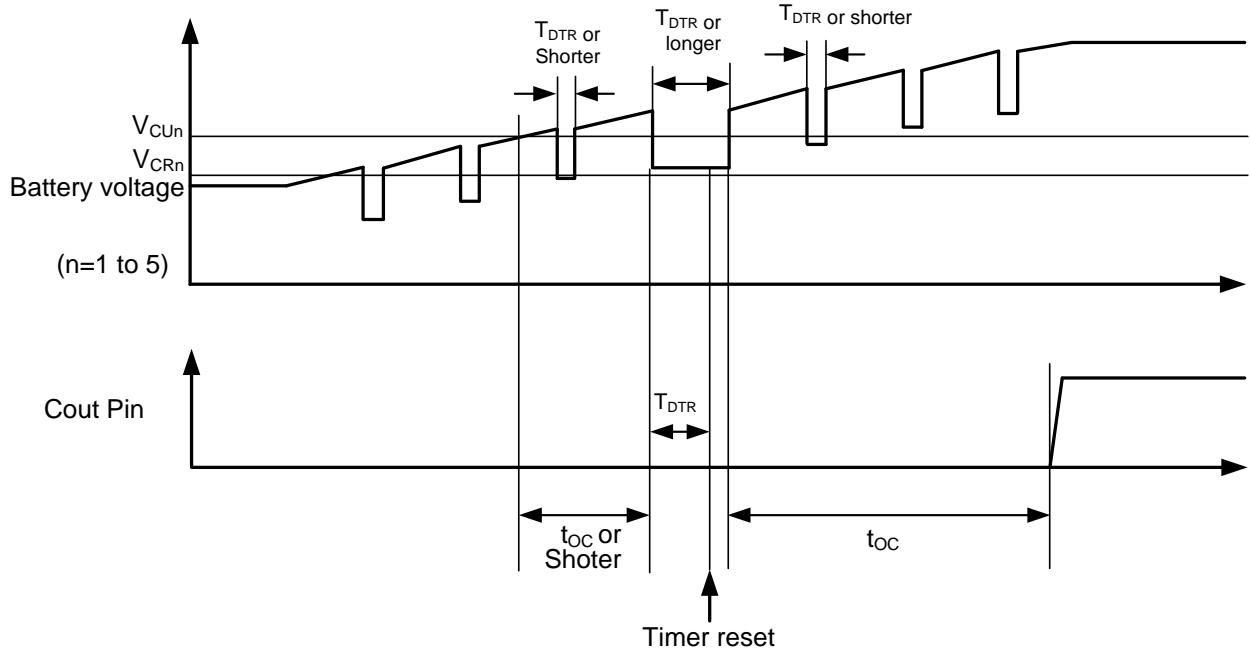 T_DTR or
Shorter
T_DTR or
longer
T_DTR or shorter
V_CUn
V_CRn
Battery voltage
(n=1 to 5)
Cout Pin
T_DTR
t_OC or
Shoter
t_OC
Timer reset